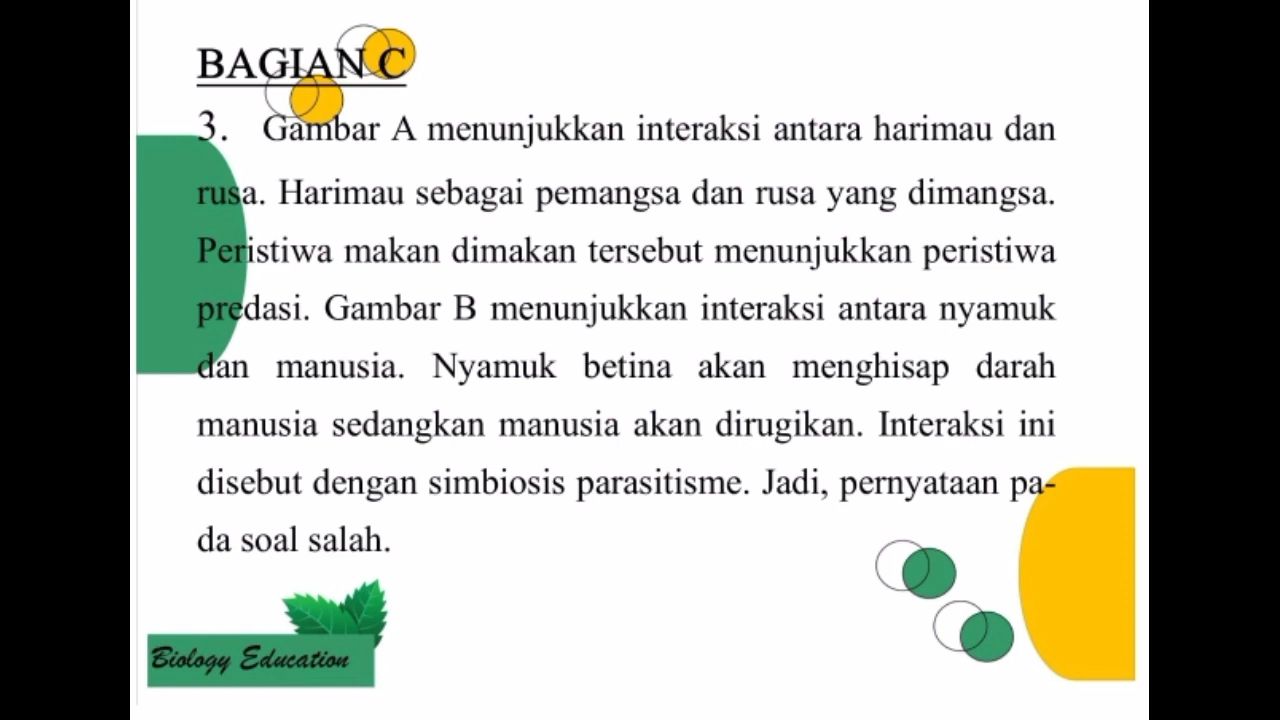 BAGIAN C
3. Gambar A menunjukkan interaksi antara harimau dan
rusa. Harimau sebagai pemangsa dan rusa yang dimangsa.
Peristiwa makan dimakan tersebut menunjukkan peristiwa
predasi. Gambar B menunjukkan interaksi antara nyamuk
dan manusia. Nyamuk betina akan menghisap darah
manusia sedangkan manusia akan dirugikan. Interaksi ini
disebut dengan simbiosis parasitisme. Jadi, pernyataan pa-
da soal salah.
Biology Education